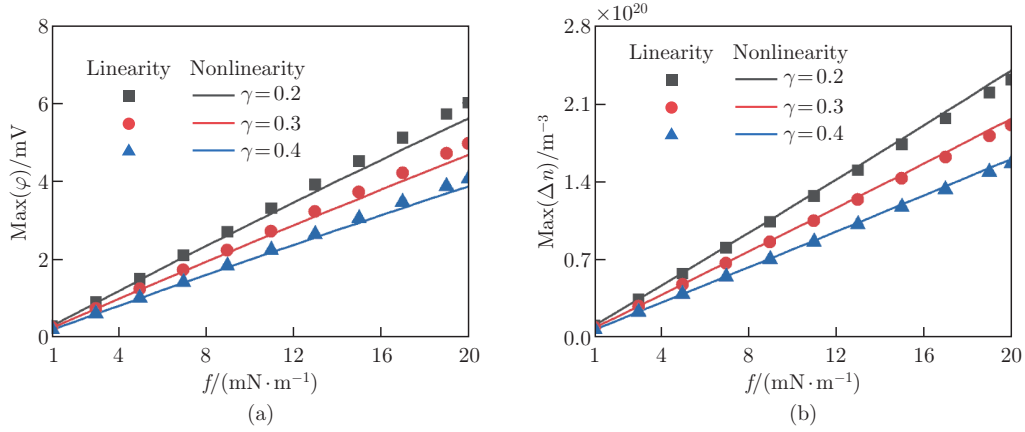 8
6
4
2
0
Max(φ)/mV
Linearity Nonlinearity
γ=0.2
γ=0.3
γ=0.4
1 4 8 12 16 20
f/(mN·m⁻¹)
(a)
×10²⁰
2.8
2.1
1.4
0.7
0.0
Max(Δn)/m⁻³
Linearity Nonlinearity
γ=0.2
γ=0.3
γ=0.4
1 4 8 12 16 20
f/(mN·m⁻¹)
(b)